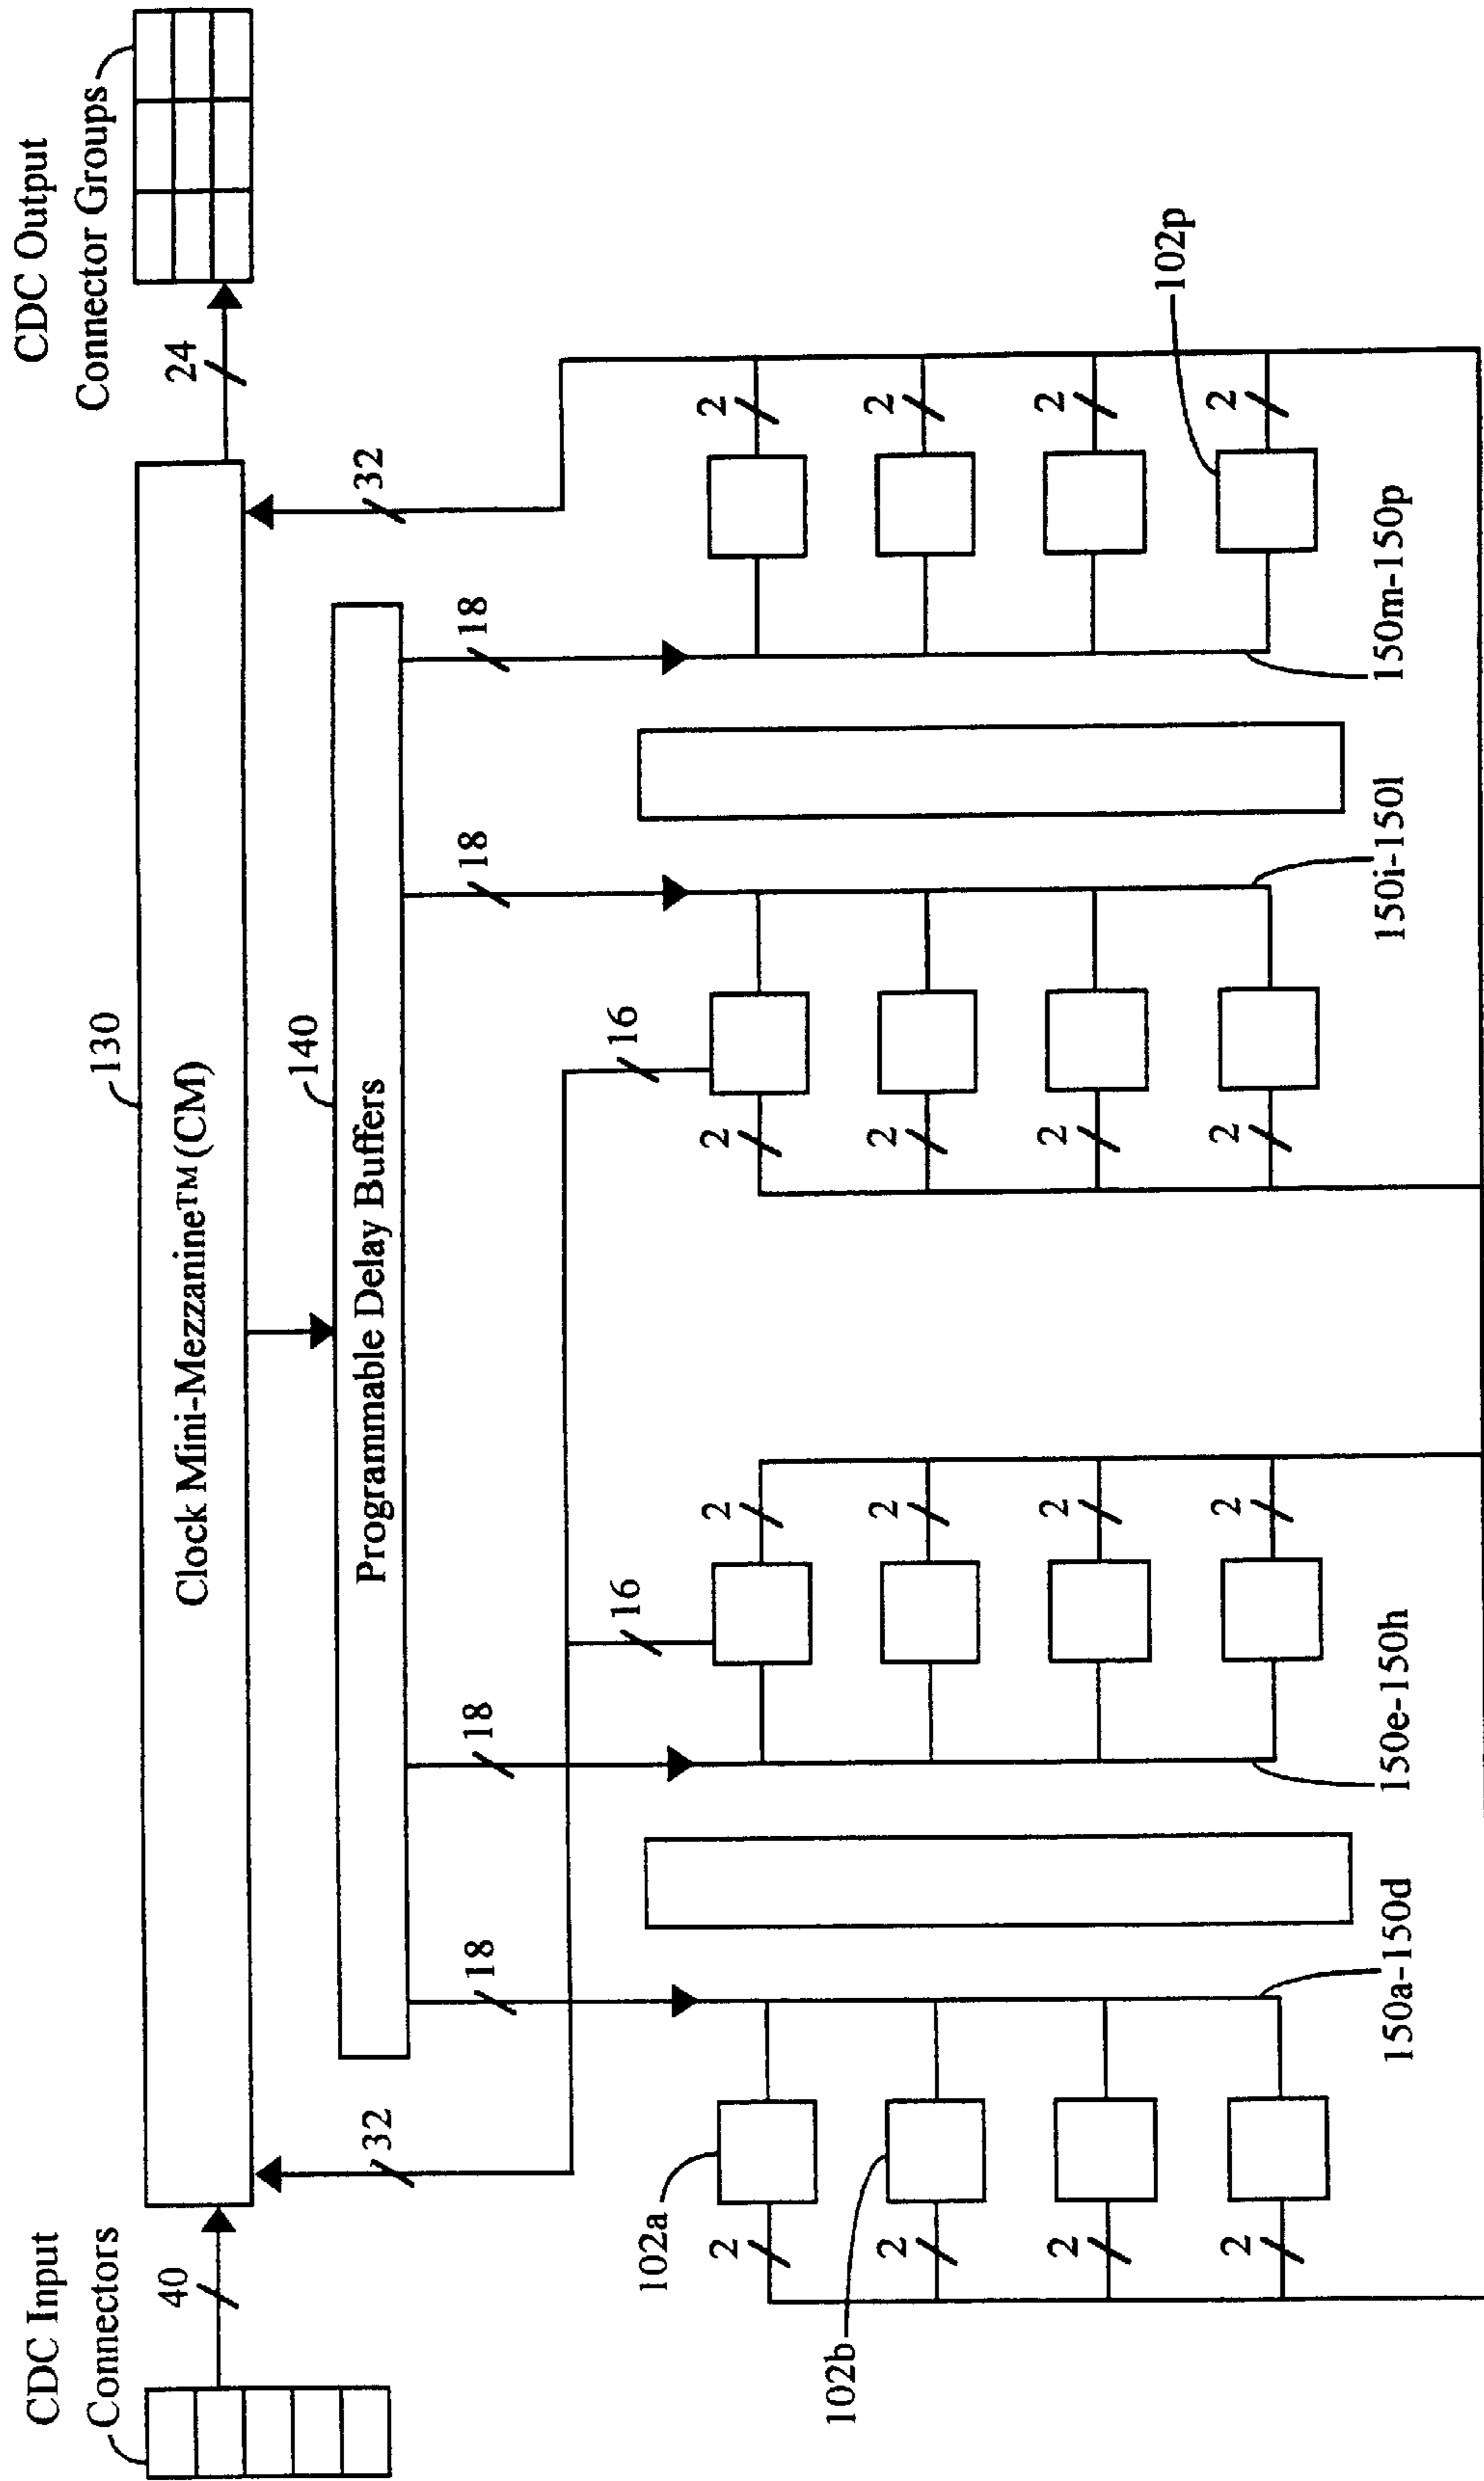 CDC Input
Connectors
40
130
Clock Mini-Mezzanine™ (CM)
24
CDC Output
Connector Groups
140
Programmable Delay Buffers
32
18
18
18
18
32
16
16
102a
2
2
2
2
102b
2
2
2
2
2
2
2
2
2
2
2
2
102p
150a-150d
150e-150h
150i-150l
150m-150p